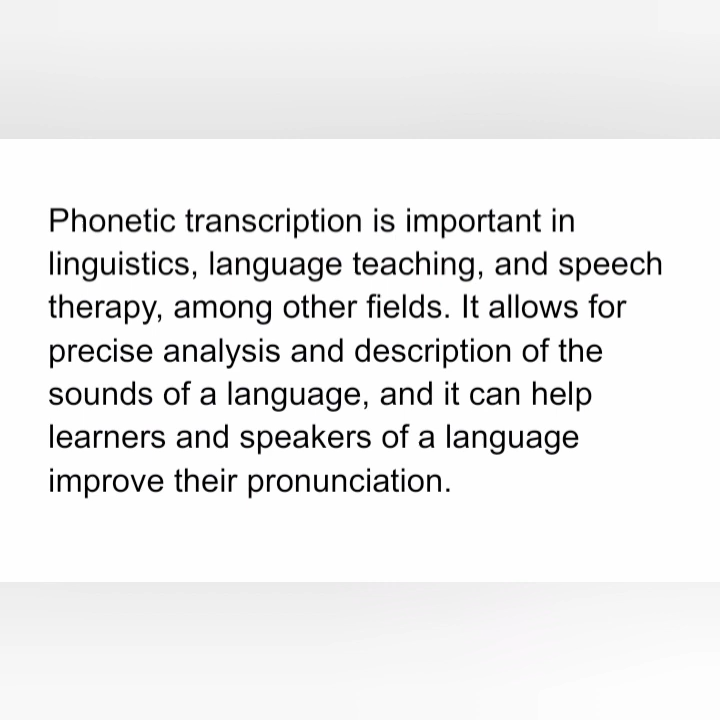 Phonetic transcription is important in
linguistics, language teaching, and speech
therapy, among other fields. It allows for
precise analysis and description of the
sounds of a language, and it can help
learners and speakers of a language
improve their pronunciation.